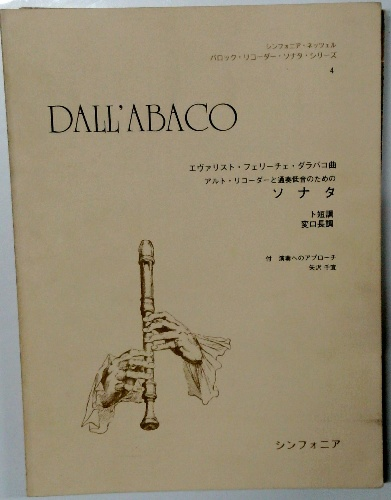 シンフォニア・ネッツェル
バロック・リコーダー・ソナタ・シリーズ
4
DALL'ABACO
エヴァリスト・フェリーチェ・ダラバコ曲
アルト・リコーダーと通奏低音のための
ソナタ
ト短調
変ロ長調
付 演奏へのアプローチ
矢沢 千宜
シンフォニア